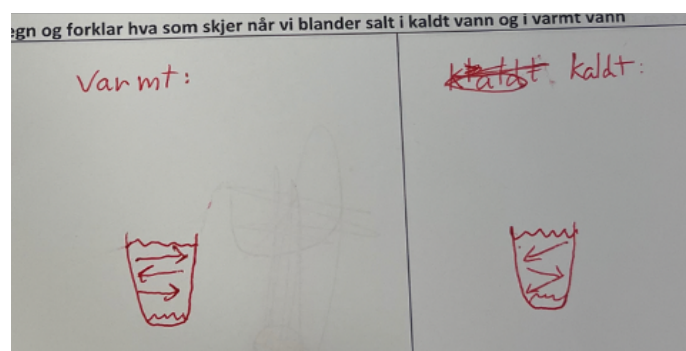 egn og forklar hva som skjer når vi blander salt i kaldt vann og i varmt vann
Varmt:
kaldt: